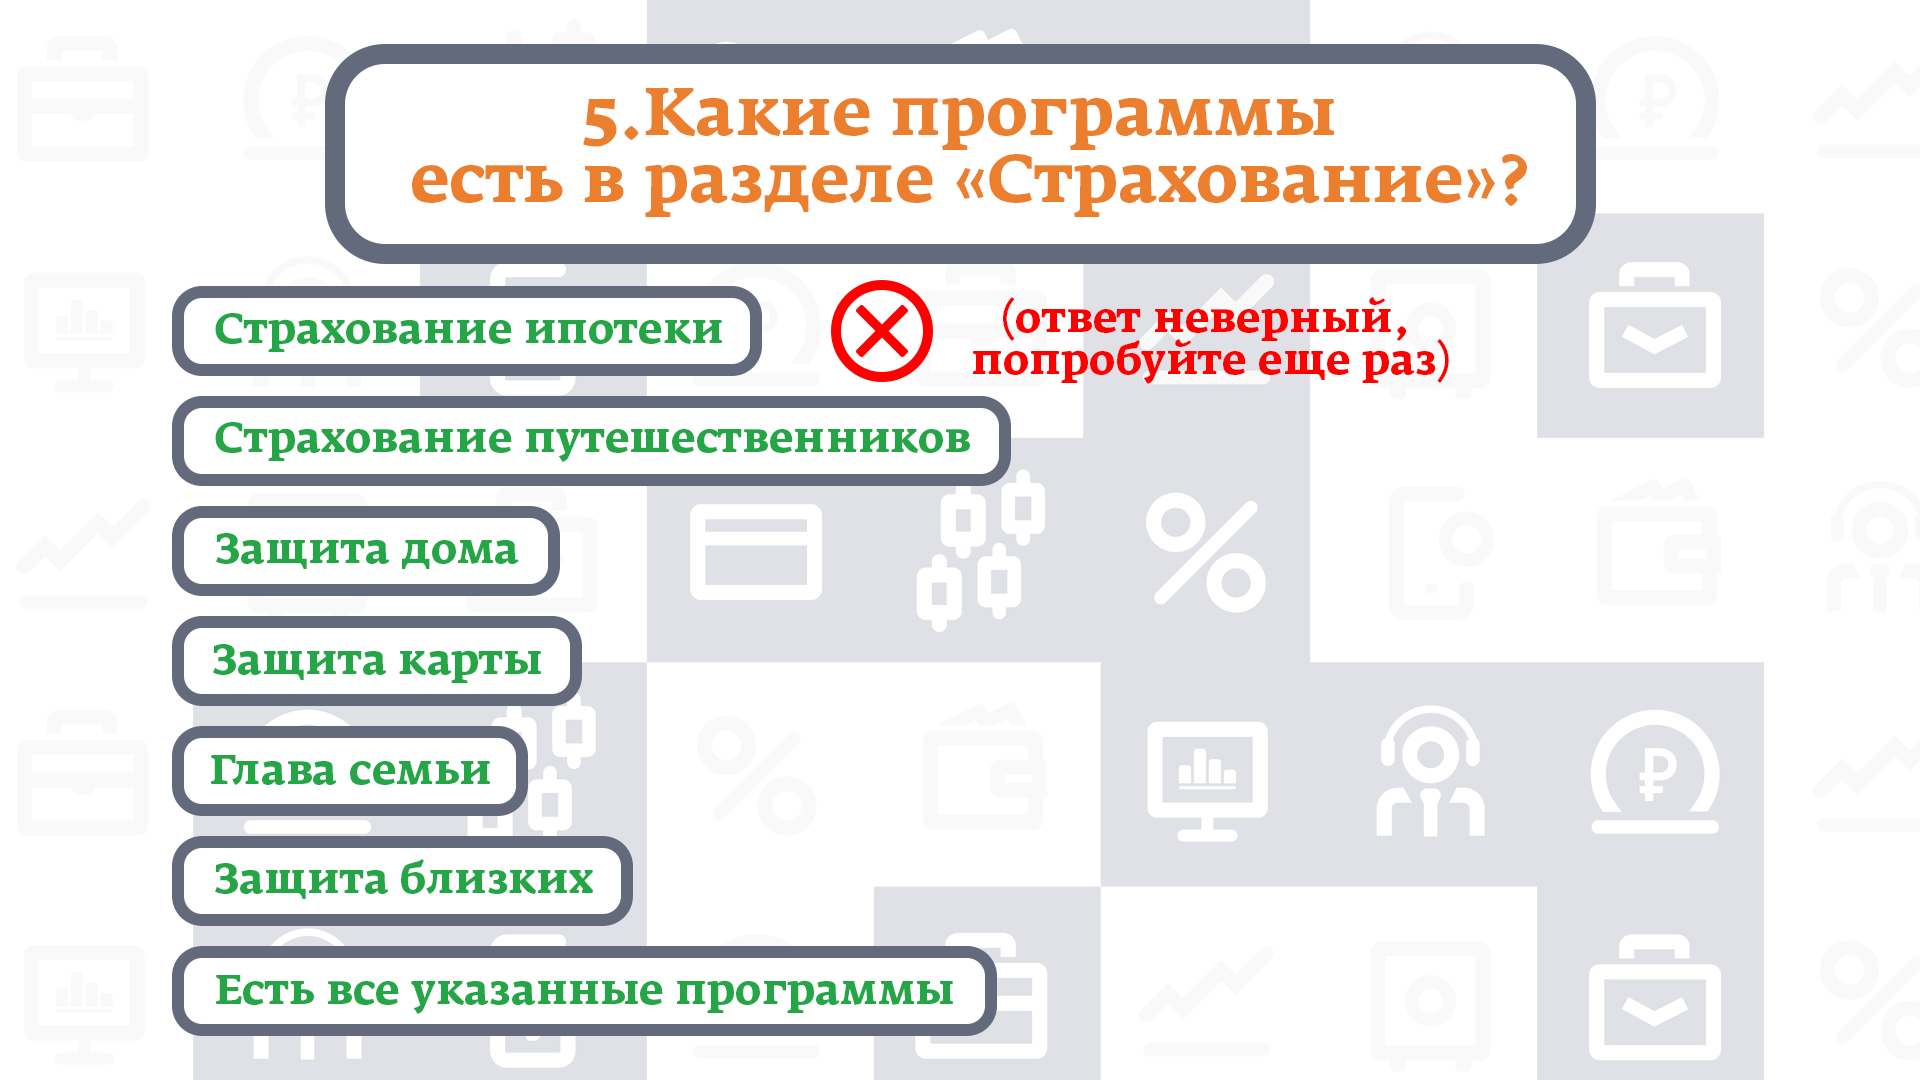 5.Какие программы
есть в разделе «Страхование»?
Страхование ипотеки
(ответ неверный,
попробуйте еще раз)
Страхование путешественников
Защита дома
Защита карты
Глава семьи
Защита близких
Есть все указанные программы